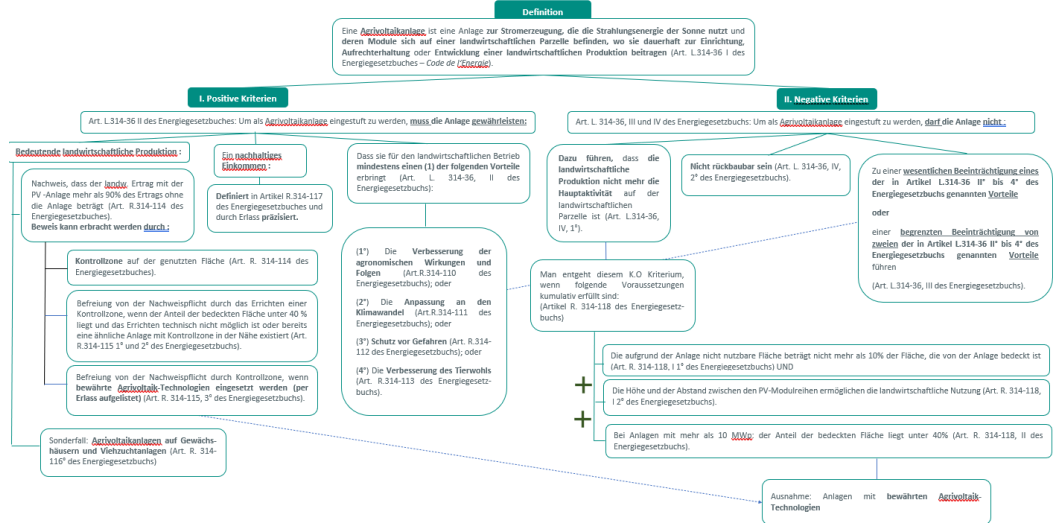 Definition
Eine Agrivoltaikanlage ist eine Anlage zur Stromerzeugung, die die Strahlungsenergie der Sonne nutzt und
deren Module sich auf einer landwirtschaftlichen Parzelle befinden, wo sie dauerhaft zur Einrichtung,
Aufrechterhaltung oder Entwicklung einer landwirtschaftlichen Produktion beitragen (Art. L.314-36 I des
Energiegesetzbuches – Code de l’Energie).
I. Positive Kriterien
Art. L.314-36 II des Energiegesetzbuches: Um als Agrivoltaikanlage eingestuft zu werden, muss die Anlage gewährleisten:
Bedeutende landwirtschaftliche Produktion :
Nachweis, dass der landw. Ertrag mit der
PV -Anlage mehr als 90% des Ertrags ohne
die Anlage beträgt (Art. R.314-114 des
Energiegesetzbuches).
Beweis kann erbracht werden durch :
Kontrollzone auf der genutzten Fläche (Art. R. 314-114 des
Energiegesetzbuches).
Befreiung von der Nachweispflicht durch das Errichten einer
Kontrollzone, wenn der Anteil der bedeckten Fläche unter 40 %
liegt und das Errichten technisch nicht möglich ist oder bereits
eine ähnliche Anlage mit Kontrollzone in der Nähe existiert (Art.
R.314-115 1° und 2° des Energiegesetzbuchs).
Befreiung von der Nachweispflicht durch Kontrollzone, wenn
bewährte Agrivoltaik-Technologien eingesetzt werden (per
Erlass aufgelistet) (Art. R.314-115, 3° des Energiegesetzbuchs).
Sonderfall: Agrivoltaikanlagen auf Gewächs-
häusern und Viehzuchtanlagen (Art. R. 314-
116° des Energiegesetzbuchs)
Ein nachhaltiges
Einkommen :
Definiert in Artikel R.314-117
des Energiegesetzbuches und
durch Erlass präzisiert.
Dass sie für den landwirtschaftlichen Betrieb
mindestens einen (1) der folgenden Vorteile
erbringt (Art. L. 314-36, II des
Energiegesetzbuches):
(1°) Die Verbesserung der
agronomischen Wirkungen und
Folgen (Art.R.314-110 des
Energiegesetzbuchs); oder
(2°) Die Anpassung an den
Klimawandel (Art.R.314-111 des
Energiegesetzbuchs); oder
(3°) Schutz vor Gefahren (Art. R.314-
112 des Energiegesetzbuchs); oder
(4°) Die Verbesserung des Tierwohls
(Art. R.314-113 des Energiegesetz-
buchs).
II. Negative Kriterien
Art. L. 314-36, III und IV des Energiegesetzbuches: Um als Agrivoltaikanlage eingestuft zu werden, darf die Anlage nicht :
Dazu führen, dass die
landwirtschaftliche
Produktion nicht mehr die
Hauptaktivität auf der
landwirtschaftlichen
Parzelle ist (Art. L.314-36,
IV, 1°).
Man entgeht diesem K.O Kriterium,
wenn folgende Voraussetzungen
kumulativ erfüllt sind:
(Artikel R. 314-118 des Energiegesetz-
buchs)
Nicht rückbaubar sein (Art. L. 314-36, IV,
2° des Energiegesetzbuches).
Zu einer wesentlichen Beeinträchtigung eines
der in Artikel L.314-36 II° bis 4° des
Energiegesetzbuchs genannten Vorteile
oder
einer begrenzten Beeinträchtigung von
zweien der in Artikel L.314-36 II° bis 4° des
Energiegesetzbuchs genannten Vorteile
führen
(Art. L.314-36, III des Energiegesetzbuches).
Die aufgrund der Anlage nicht nutzbare Fläche beträgt nicht mehr als 10% der Fläche, die von der Anlage bedeckt ist
(Art. R. 314-118, I 1° des Energiegesetzbuchs) UND
+
Die Höhe und der Abstand zwischen den PV-Modulreihen ermöglichen die landwirtschaftliche Nutzung (Art. R. 314-118,
I 2° des Energiegesetzbuchs).
+
Bei Anlagen mit mehr als 10 MWp: der Anteil der bedeckten Fläche liegt unter 40% (Art. R. 314-118, II des
Energiegesetzbuchs).
Ausnahme: Anlagen mit bewährten Agrivoltaik-
Technologien